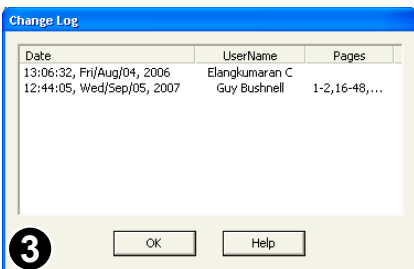 Change Log
Date UserName Pages
13:06:32, Fri/Aug/04, 2006 Elangkumaran C
12:44:05, Wed/Sep/05, 2007 Guy Bushnell 1-2,16-48,...
3 OK Help